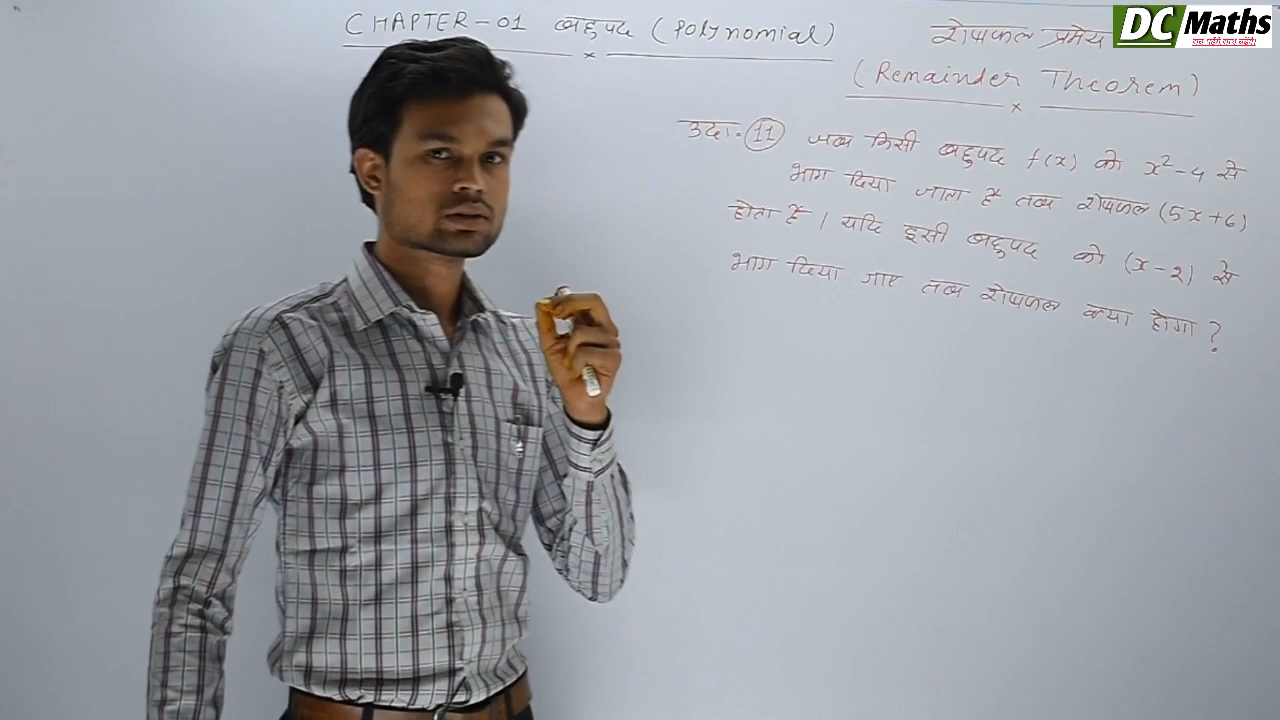 CHAPTER-01 बहुपद (Polynomial)
शेषफल प्रमेय
(Remainder Theorem)
DC Maths
उदा. 11 जब किसी बहुपद f(x) को x²-4 से
भाग दिया जाता है तब शेषफल (5x+6)
होता है । यदि इसी बहुपद को (x-2) से
भाग दिया जाए तब शेषफल क्या होगा ?